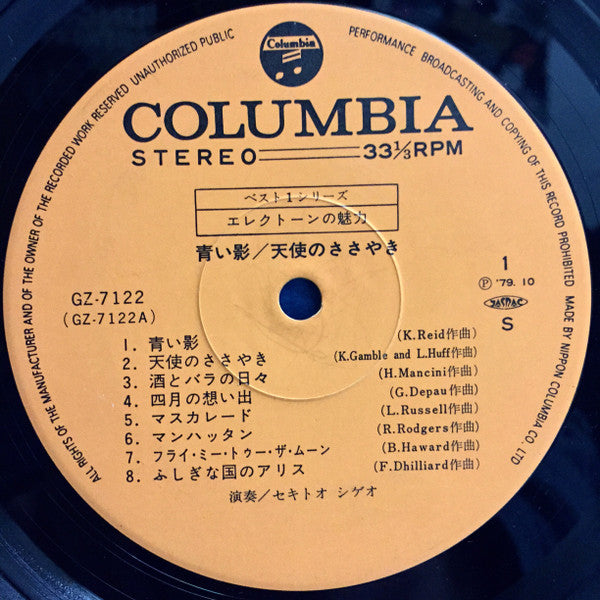 Columbia
ALL RIGHTS OF THE MANUFACTURER AND OF THE OWNER OF THE RECORDED WORK RESERVED UNAUTHORIZED PUBLIC PERFORMANCE BROADCASTING AND COPYING OF THIS RECORD PROHIBITED MADE BY NIPPON COLUMBIA CO., LTD
COLUMBIA
STEREO 33⅓RPM
ベスト1シリーズ
エレクトーンの魅力
青い影/天使のささやき
GZ-7122
(GZ-7122A)
1
Ⓟ '79. 10
JASRAC
S
1. 青い影 (K.Reid作曲)
2. 天使のささやき (K.Gamble and L.Huff作曲)
3. 酒とバラの日々 (H.Mancini作曲)
4. 四月の想い出 (G.Depau作曲)
5. マスカレード (L.Russell作曲)
6. マンハッタン (R.Rodgers作曲)
7. フライ・ミー・トゥー・ザ・ムーン (B.Haward作曲)
8. ふしぎな国のアリス (F.Dhilliard作曲)
演奏/セキトオ シゲオ